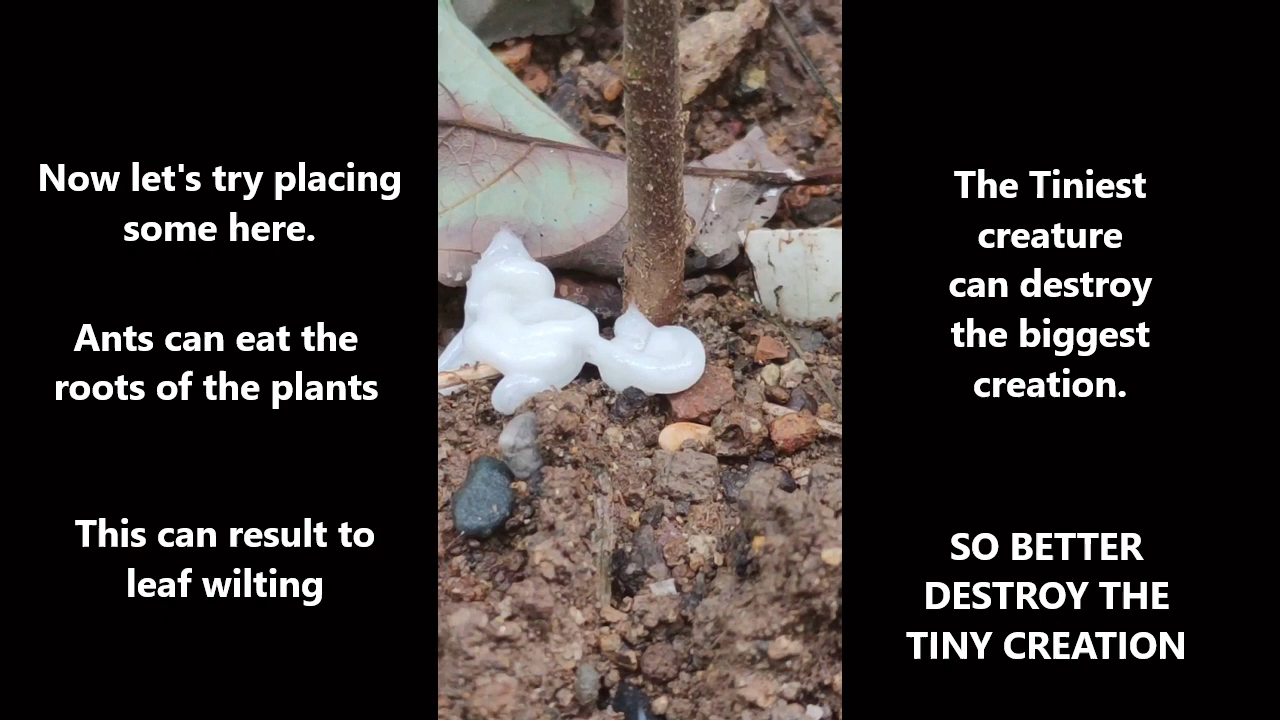 Now let's try placing
some here.
Ants can eat the
roots of the plants
This can result to
leaf wilting
The Tiniest
creature
can destroy
the biggest
creation.
SO BETTER
DESTROY THE
TINY CREATION